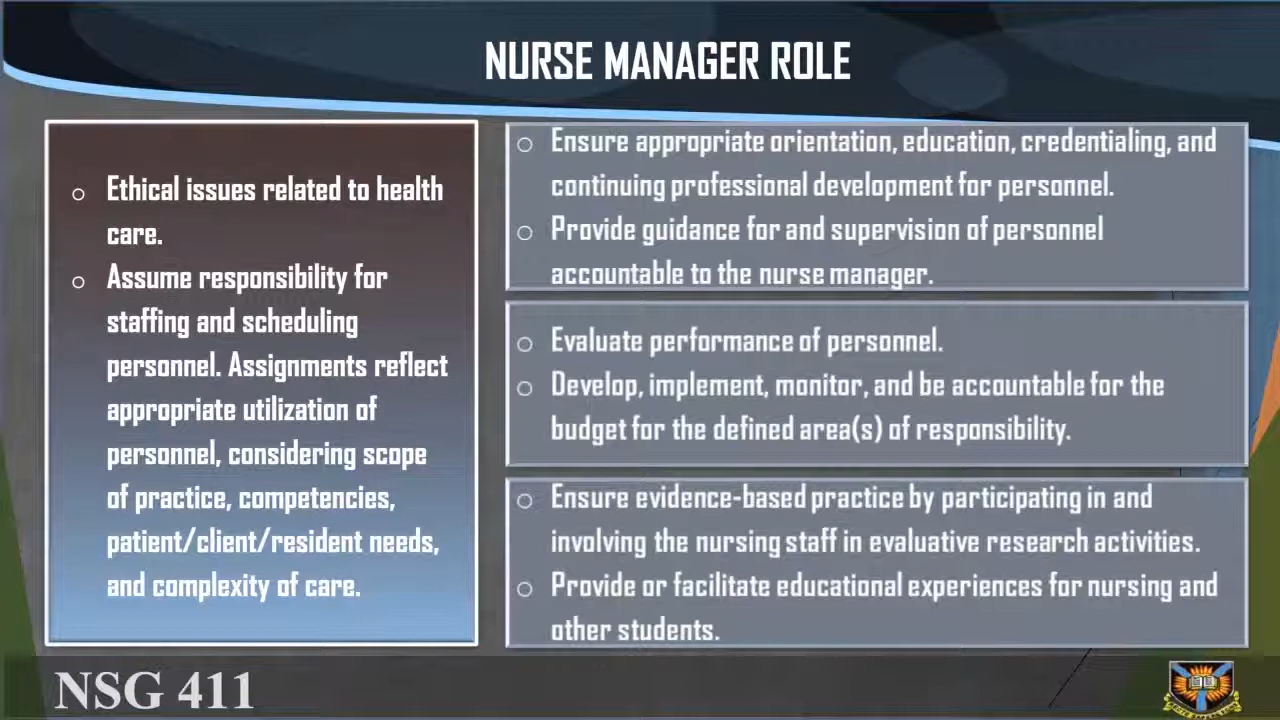 NURSE MANAGER ROLE
○ Ethical issues related to health
care.
○ Assume responsibility for
staffing and scheduling
personnel. Assignments reflect
appropriate utilization of
personnel, considering scope
of practice, competencies,
patient/client/resident needs,
and complexity of care.
○ Ensure appropriate orientation, education, credentialing, and
continuing professional development for personnel.
○ Provide guidance for and supervision of personnel
accountable to the nurse manager.
○ Evaluate performance of personnel.
○ Develop, implement, monitor, and be accountable for the
budget for the defined area(s) of responsibility.
○ Ensure evidence-based practice by participating in and
involving the nursing staff in evaluative research activities.
○ Provide or facilitate educational experiences for nursing and
other students.
NSG 411